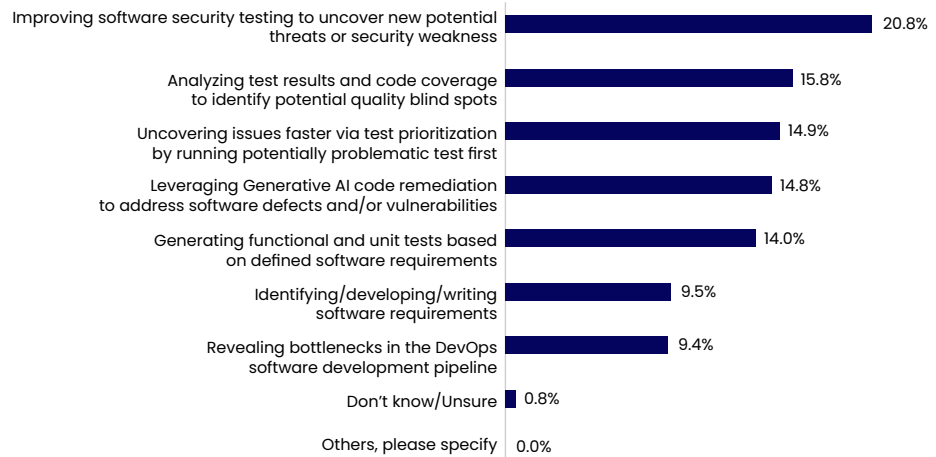 Improving software security testing to uncover new potential
threats or security weakness
20.8%
Analyzing test results and code coverage
to identify potential quality blind spots
15.8%
Uncovering issues faster via test prioritization
by running potentially problematic test first
14.9%
Leveraging Generative AI code remediation
to address software defects and/or vulnerabilities
14.8%
Generating functional and unit tests based
on defined software requirements
14.0%
Identifying/developing/writing
software requirements
9.5%
Revealing bottlenecks in the DevOps
software development pipeline
9.4%
Don’t know/Unsure
0.8%
Others, please specify
0.0%